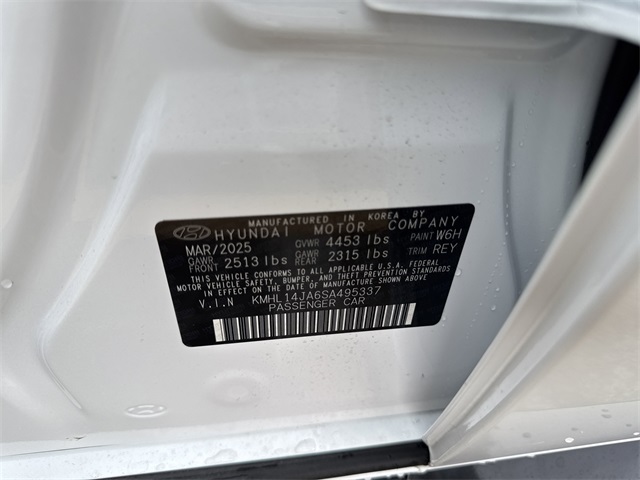 MANUFACTURED IN KOREA BY
HYUNDAI MOTOR COMPANY
MAR/2025 GVWR 4453 lbs PAINT W6H
GAWR FRONT 2513 lbs GAWR REAR 2315 lbs TRIM REY
THIS VEHICLE CONFORMS TO ALL APPLICABLE U.S.A. FEDERAL
MOTOR VEHICLE SAFETY, BUMPER, AND THEFT PREVENTION STANDARDS
IN EFFECT ON THE DATE OF MANUFACTURE SHOWN ABOVE
V.I.N KMHL14JA6SA495337
PASSENGER CAR